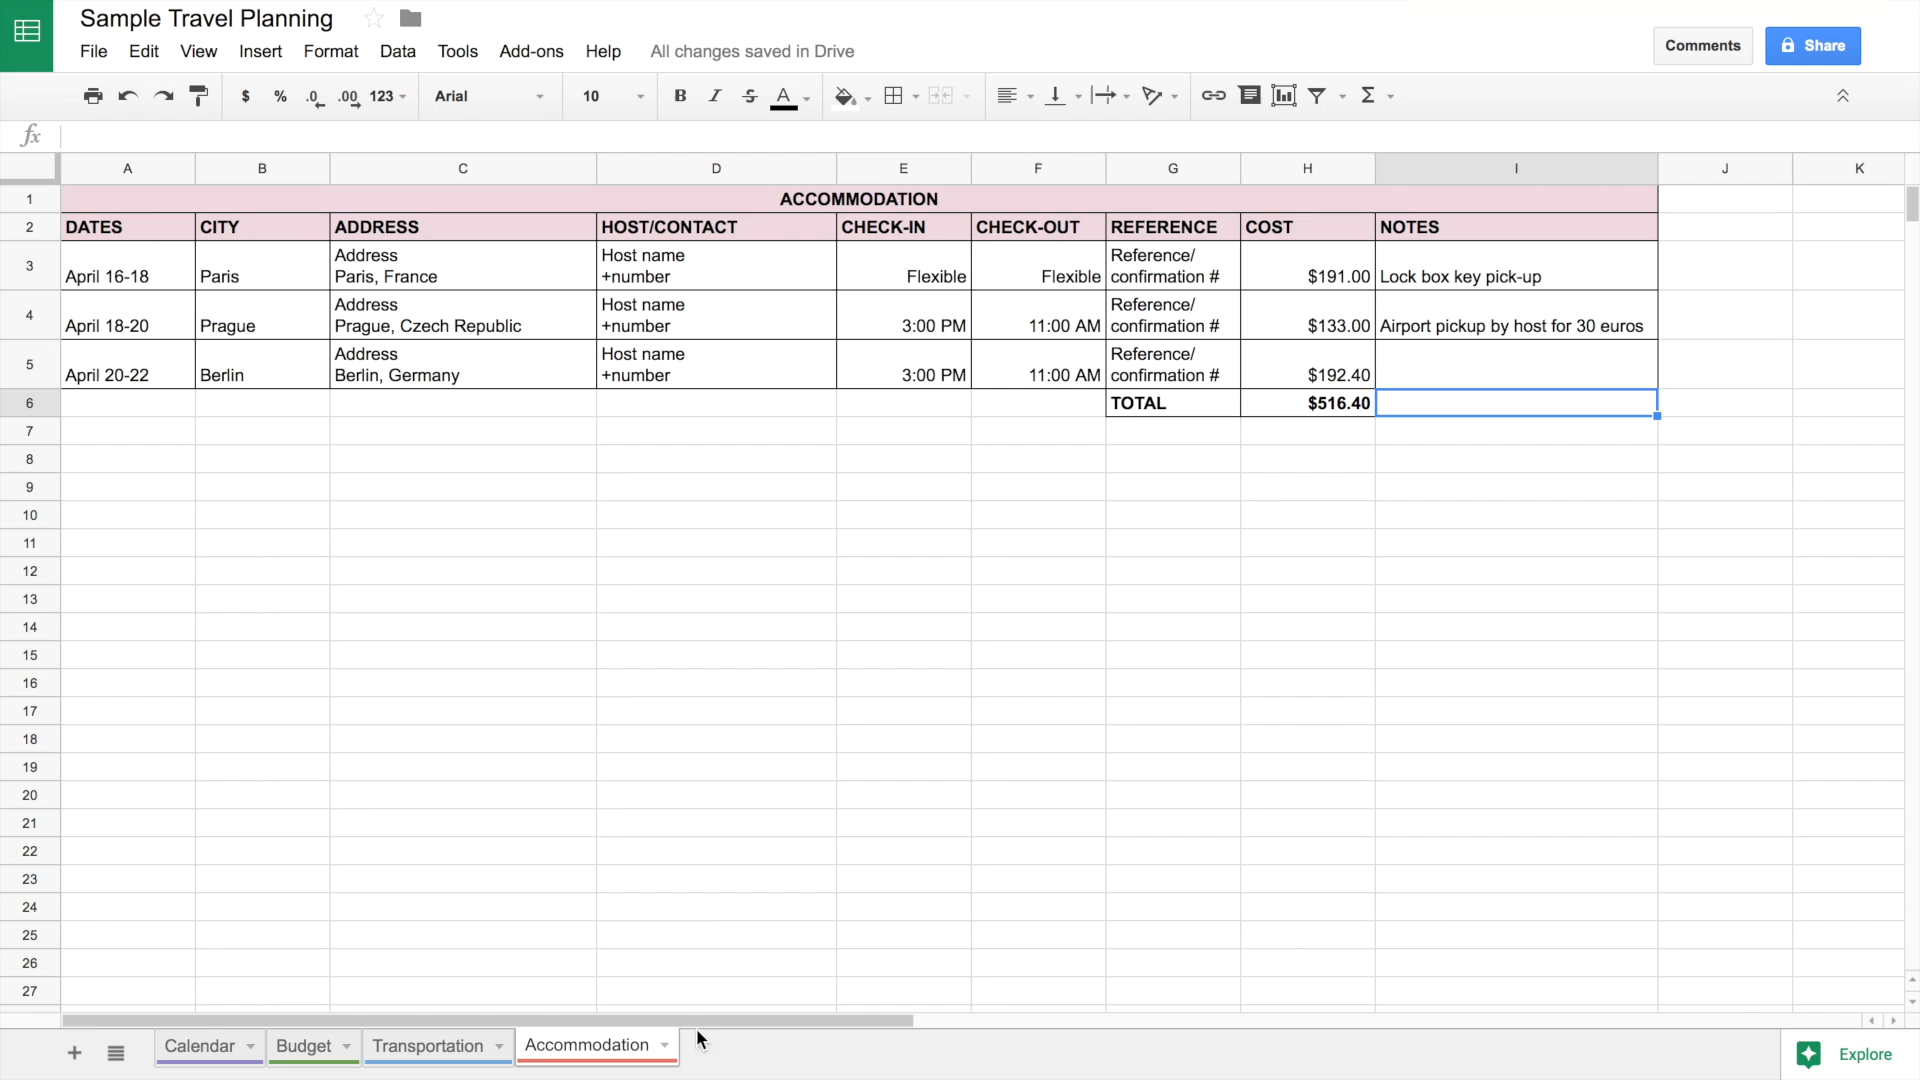 Sample Travel Planning
File Edit View Insert Format Data Tools Add-ons Help All changes saved in Drive
Comments Share
$ % .0 .00 123 Arial 10 B I S A Σ
fx
A B C D E F G H I J K
1 ACCOMMODATION
2 DATES CITY ADDRESS HOST/CONTACT CHECK-IN CHECK-OUT REFERENCE COST NOTES
Address Host name Reference/
3 April 16-18 Paris Paris, France +number Flexible Flexible confirmation # $191.00 Lock box key pick-up
Address Host name Reference/
4 April 18-20 Prague Prague, Czech Republic +number 3:00 PM 11:00 AM confirmation # $133.00 Airport pickup by host for 30 euros
Address Host name Reference/
5 April 20-22 Berlin Berlin, Germany +number 3:00 PM 11:00 AM confirmation # $192.40
6 TOTAL $516.40
7
8
9
10
11
12
13
14
15
16
17
18
19
20
21
22
23
24
25
26
27
Calendar Budget Transportation Accommodation Explore